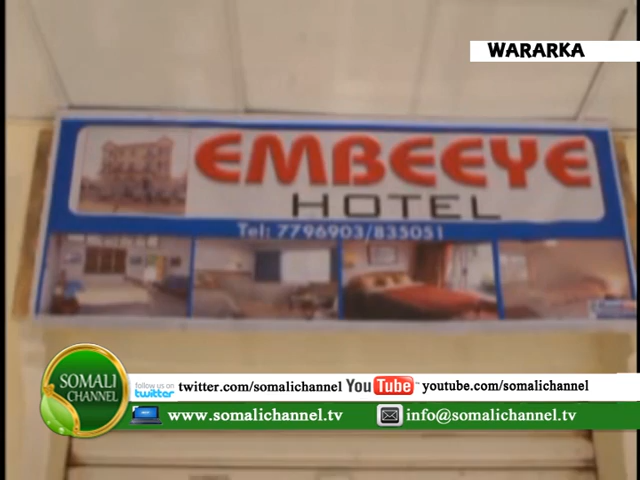 WARARKA
EMBEEYE
HOTEL
Tel: 7796903/835051
SOMALI
CHANNEL
follow us on
twitter
twitter.com/somalichannel YouTube youtube.com/somalichannel
www.somalichannel.tv info@somalichannel.tv